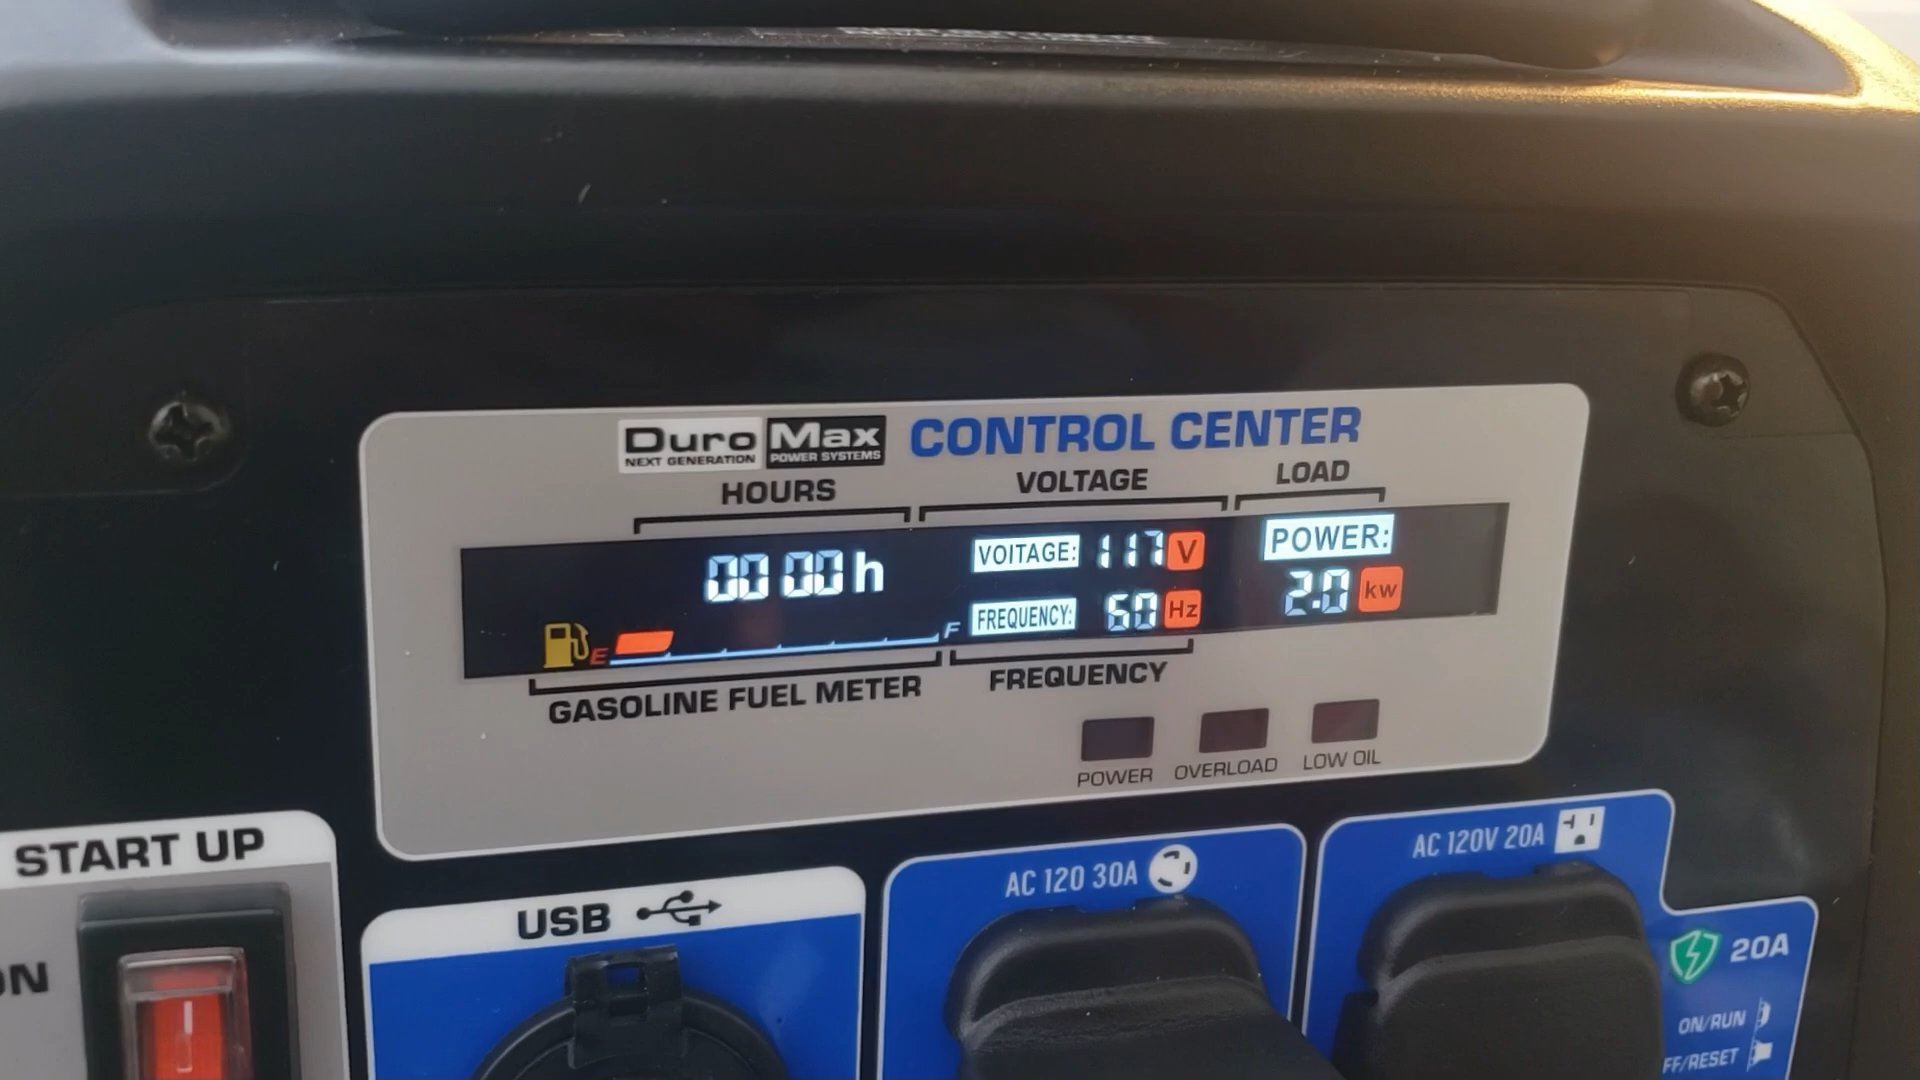 Duro Max
NEXT GENERATION POWER SYSTEMS
CONTROL CENTER
HOURS
VOLTAGE
LOAD
00 00 h
VOITAGE: 117 V
POWER:
2.0 kw
FREQUENCY: 60 Hz
E
F
GASOLINE FUEL METER
FREQUENCY
POWER
OVERLOAD
LOW OIL
START UP
ON
USB
AC 120 30A
AC 120V 20A
20A
ON/RUN
FF/RESET